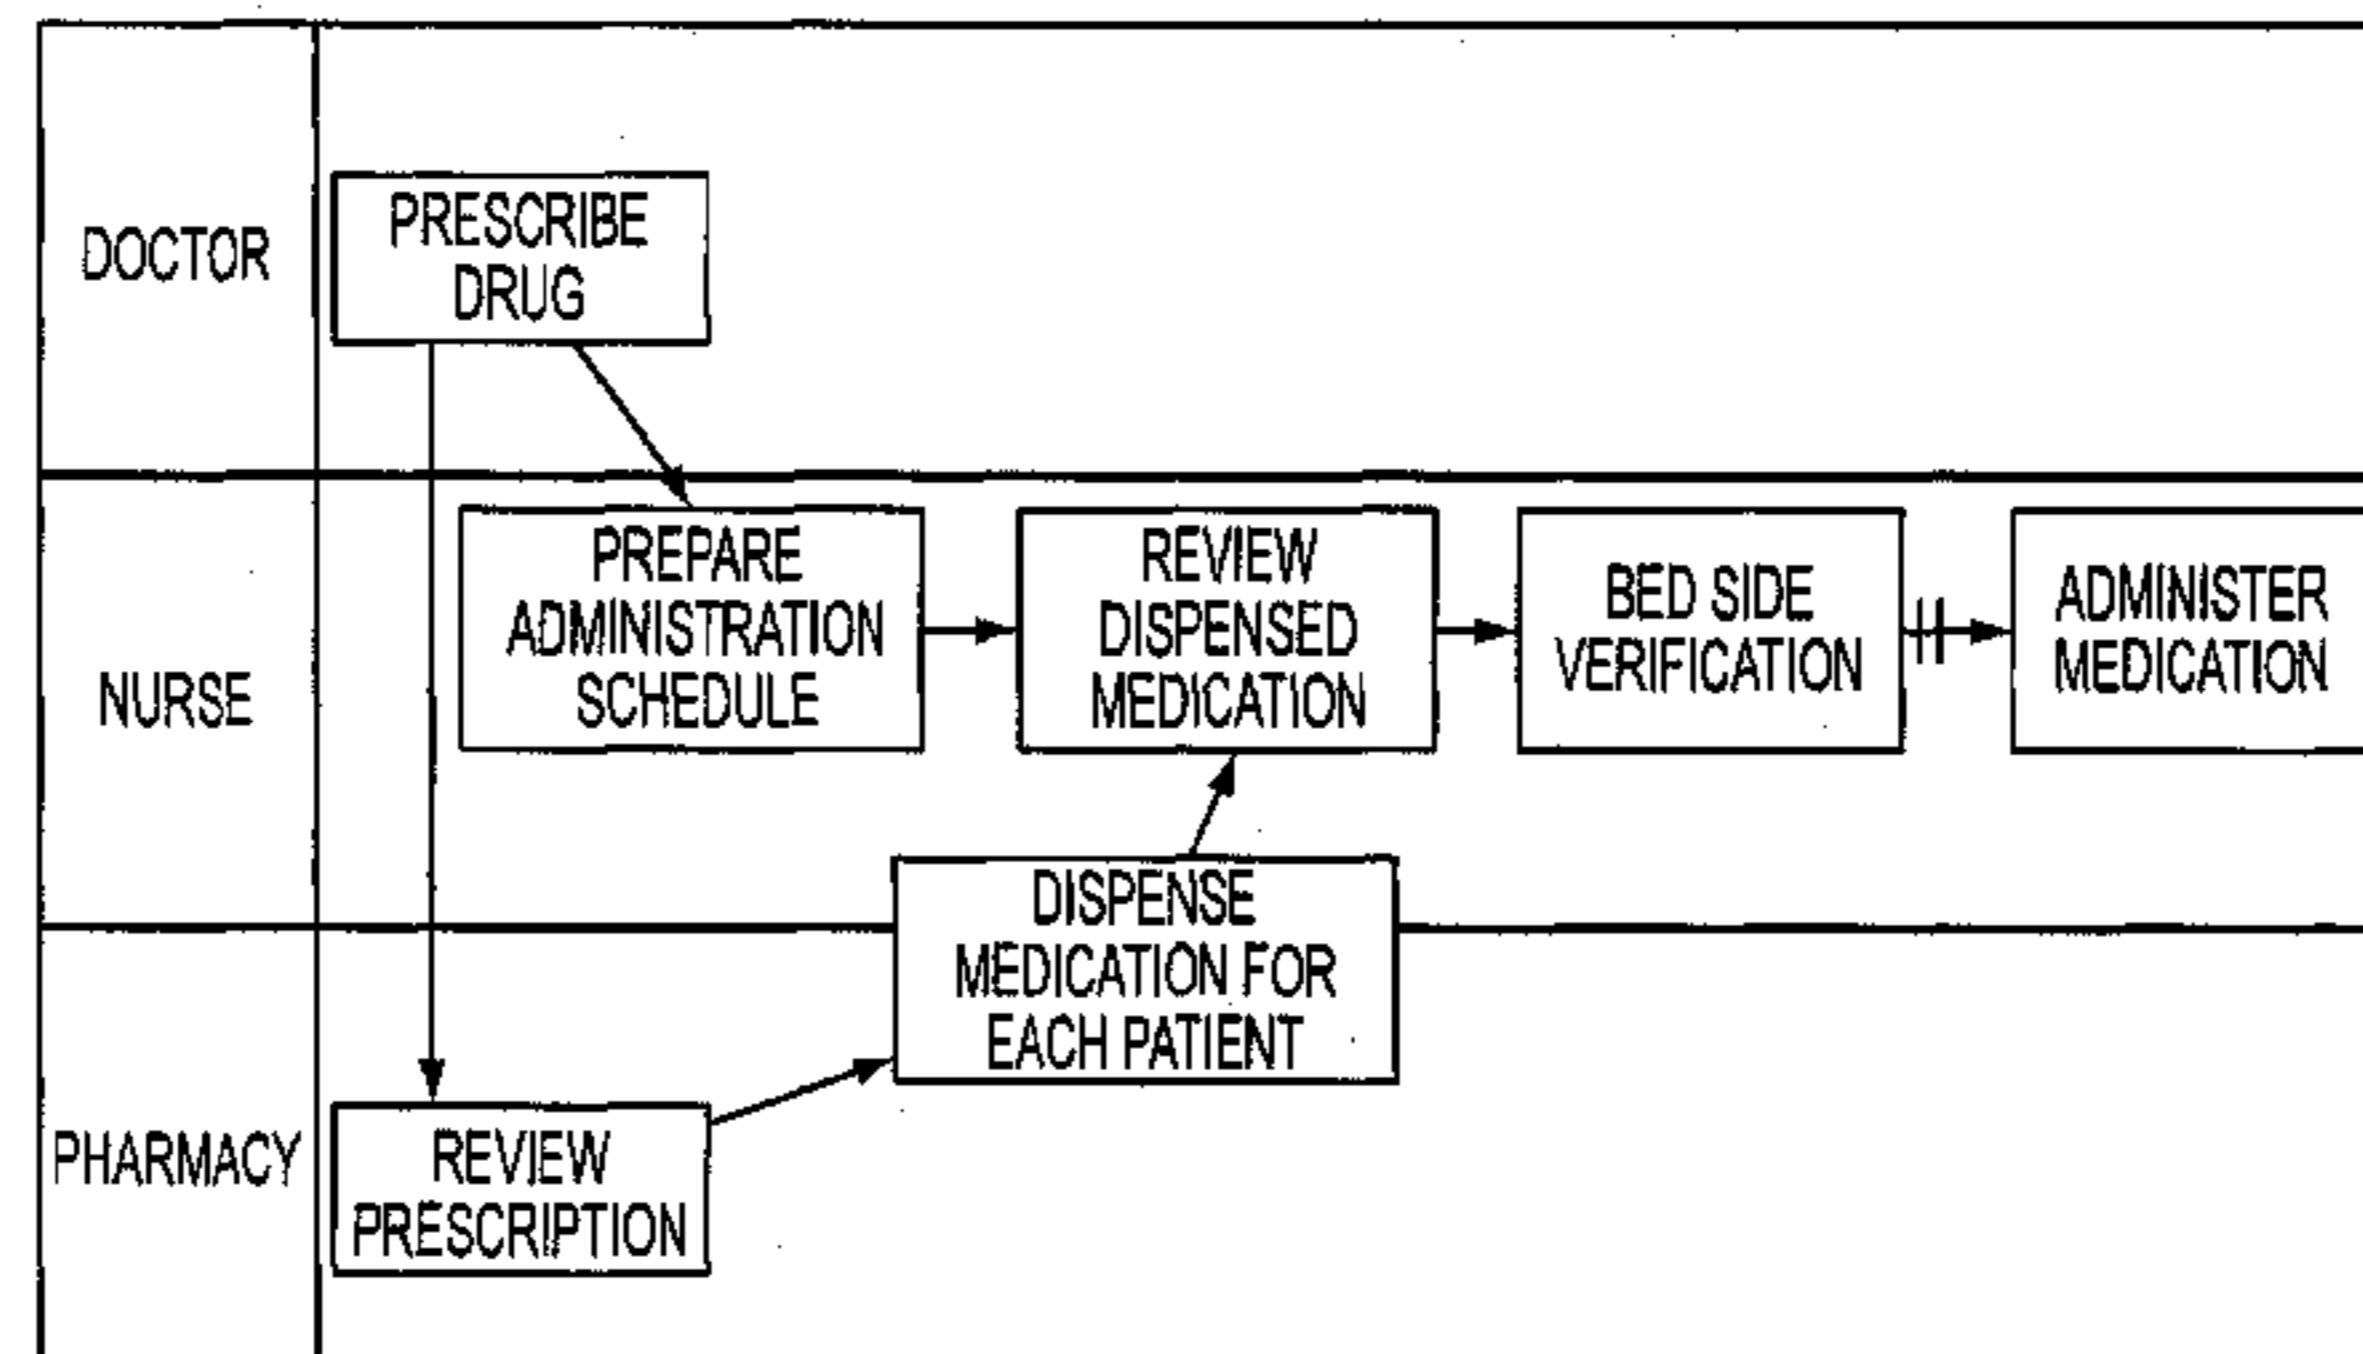 DOCTOR
PRESCRIBE
DRUG
NURSE
PREPARE
ADMINISTRATION
SCHEDULE
REVIEW
DISPENSED
MEDICATION
BED SIDE
VERIFICATION
ADMINISTER
MEDICATION
DISPENSE
MEDICATION FOR
EACH PATIENT
PHARMACY
REVIEW
PRESCRIPTION